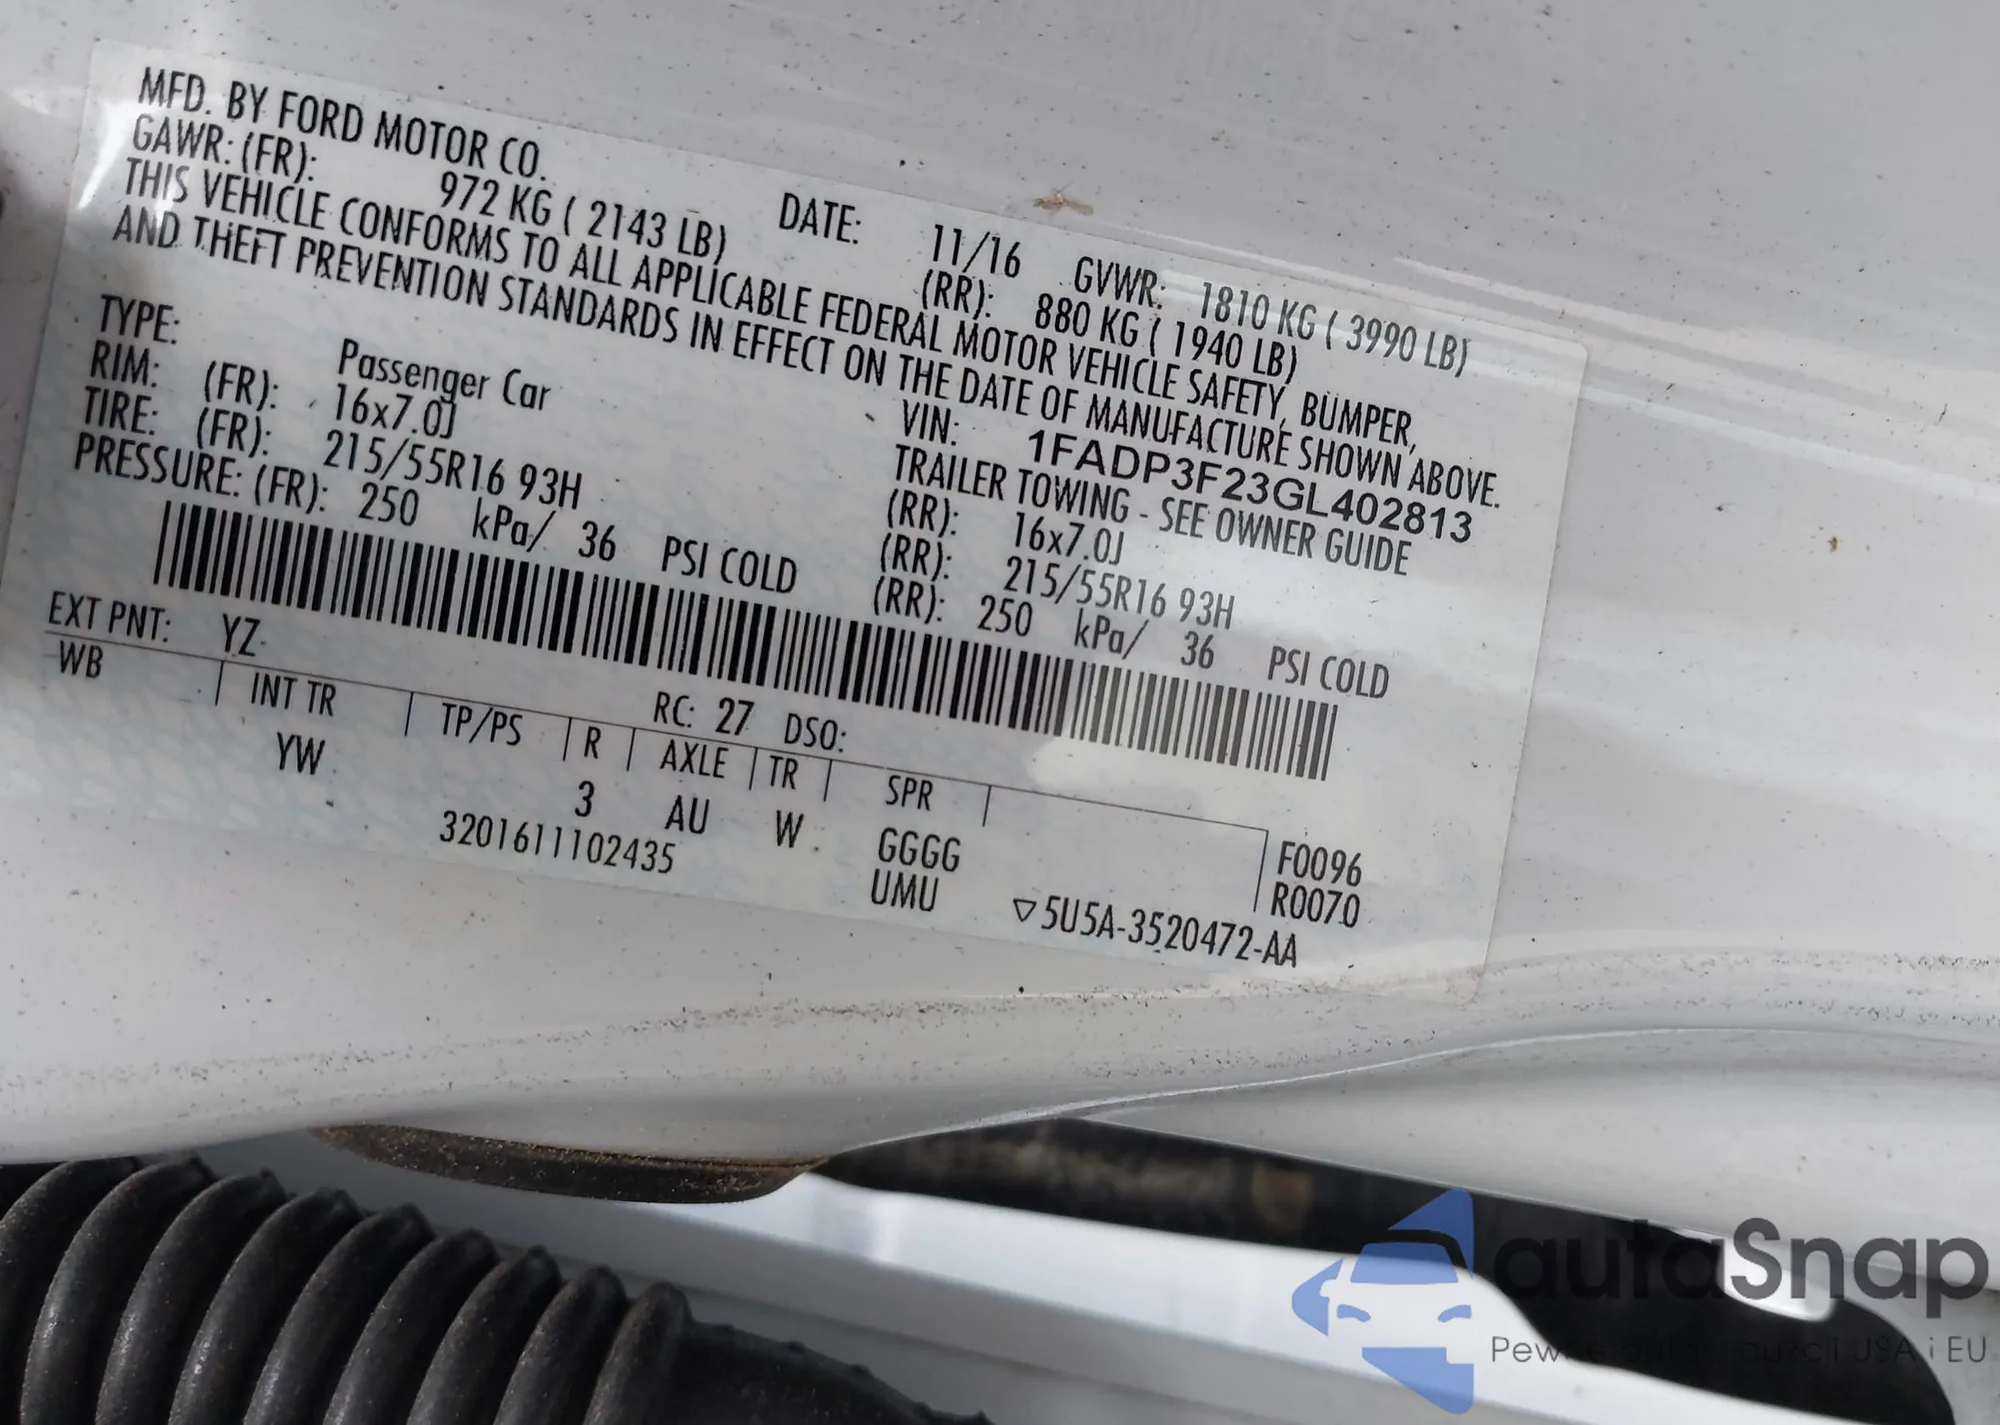 MFD. BY FORD MOTOR CO. DATE: 11/16 GVWR: 1810 KG ( 3990 LB)
GAWR: (FR): 972 KG ( 2143 LB) (RR): 880 KG ( 1940 LB)
THIS VEHICLE CONFORMS TO ALL APPLICABLE FEDERAL MOTOR VEHICLE SAFETY, BUMPER,
AND THEFT PREVENTION STANDARDS IN EFFECT ON THE DATE OF MANUFACTURE SHOWN ABOVE.
VIN: 1FADP3F23GL402813
TYPE: Passenger Car TRAILER TOWING - SEE OWNER GUIDE
RIM: (FR): 16x7.0J (RR): 16x7.0J
TIRE: (FR): 215/55R16 93H (RR): 215/55R16 93H
PRESSURE: (FR): 250 kPa/ 36 PSI COLD (RR): 250 kPa/ 36 PSI COLD
EXT PNT: YZ RC: 27 DSO:
WB INT TR TP/PS R AXLE TR SPR
YW 3 AU W GGGG F0096
UMU R0070
3201611102435 ▽5U5A-3520472-AA
autaSnap
USA i EU